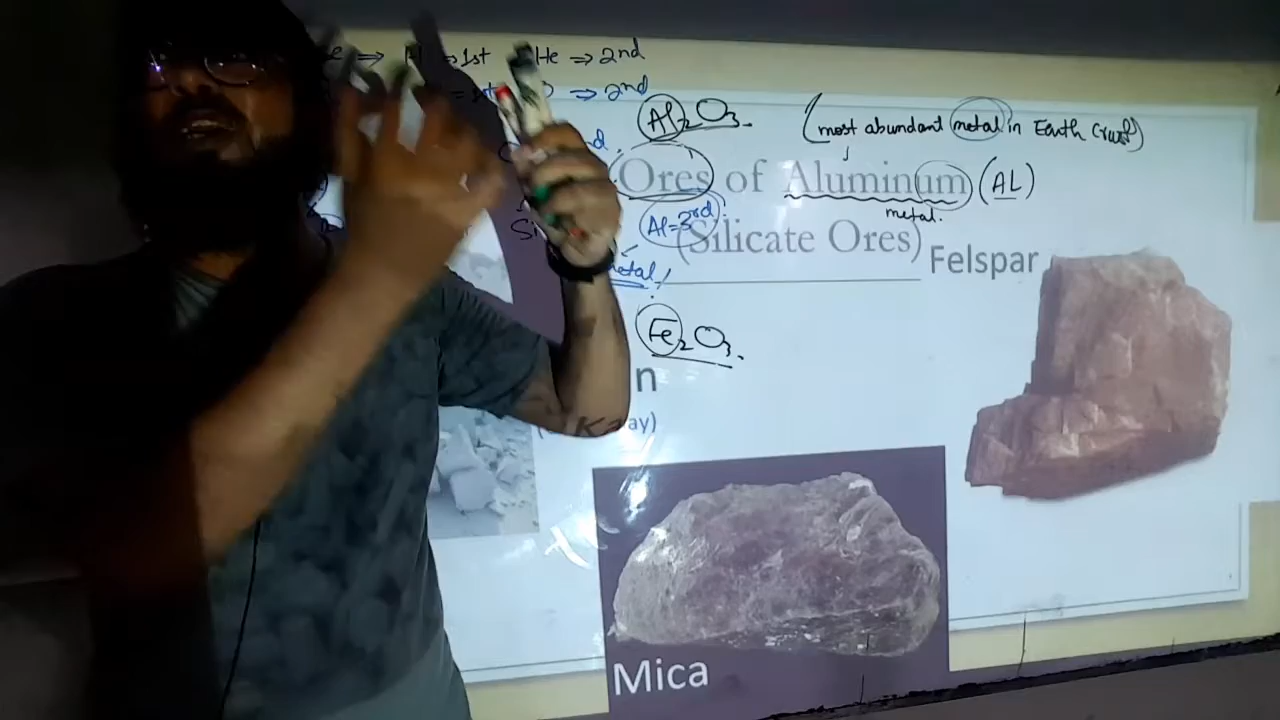 ⇒ 1st He ⇒ 2nd
⇒ 2nd
Al2O3. (most abundant metal in Earth Crust)
Ores of Aluminum (AL)
metal.
Al=3rd
(Silicate Ores)
Felspar
metal
Fe2O3.
n
ay)
Mica